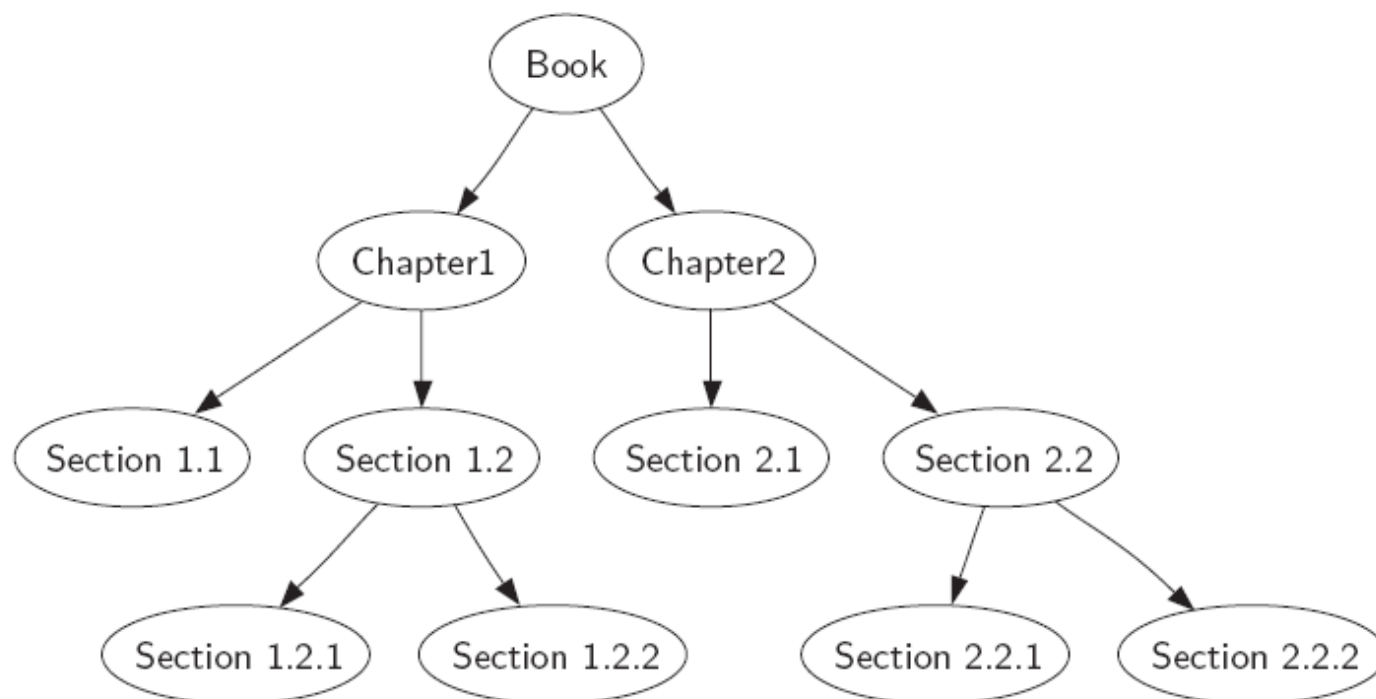 Book
Chapter1
Chapter2
Section 1.1
Section 1.2
Section 2.1
Section 2.2
Section 1.2.1
Section 1.2.2
Section 2.2.1
Section 2.2.2